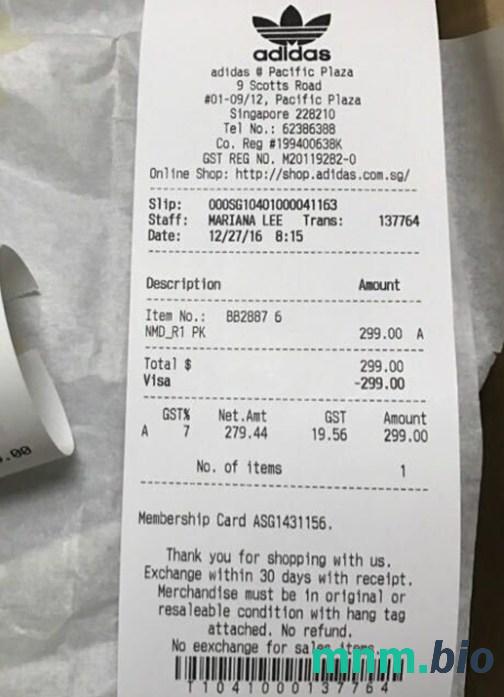 adidas
adidas @ Pacific Plaza
9 Scotts Road
#01-09/12, Pacific Plaza
Singapore 228210
Tel No.: 62386388
Co. Reg #199400638K
GST REG NO. M20119282-0
Online Shop: http://shop.adidas.com.sg/
Slip: 000SG10401000041163
Staff: MARIANA LEE Trans: 137764
Date: 12/27/16 8:15
Description Amount
Item No.: BB2887 6
NMD_R1 PK 299.00 A
Total $ 299.00
Visa -299.00
GST% Net.Amt GST Amount
A 7 279.44 19.56 299.00
No. of items 1
Membership Card ASG1431156.
Thank you for shopping with us.
Exchange within 30 days with receipt.
Merchandise must be in original or
resaleable condition with hang tag
attached. No refund.
No eexchange for sales items.
mnm.bio
T1041000137764